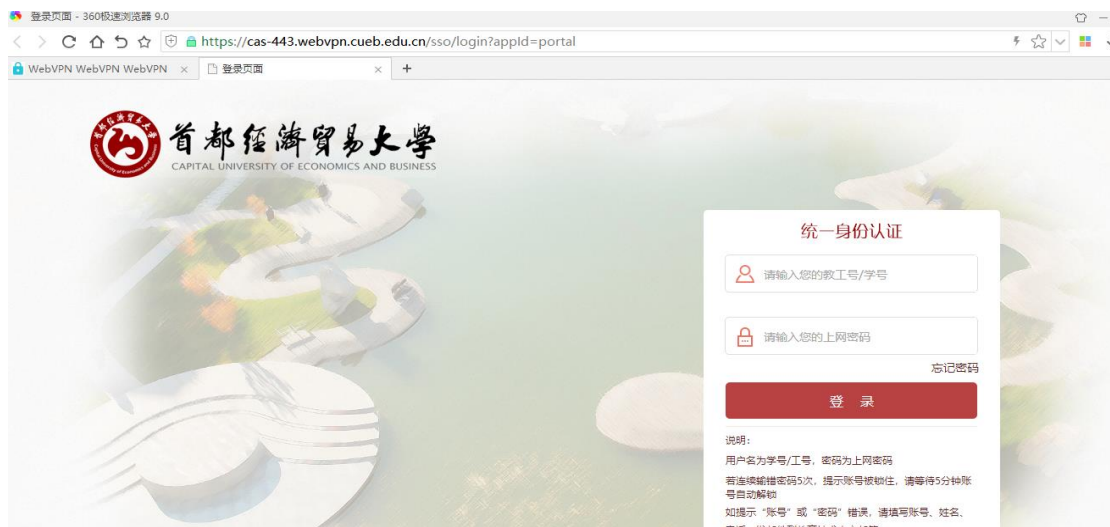 登录页面 - 360极速浏览器 9.0
https://cas-443.webvpn.cueb.edu.cn/sso/login?appId=portal
WebVPN WebVPN WebVPN × 登录页面 × +
首都經濟貿易大學
CAPITAL UNIVERSITY OF ECONOMICS AND BUSINESS
统一身份认证
请输入您的教工号/学号
请输入您的上网密码
忘记密码
登 录
说明：
用户名为学号/工号，密码为上网密码
若连续输错密码5次，提示账号被锁住，请等待5分钟账
号自动解锁
如提示 “账号” 或 “密码” 错误，请填写账号、姓名、